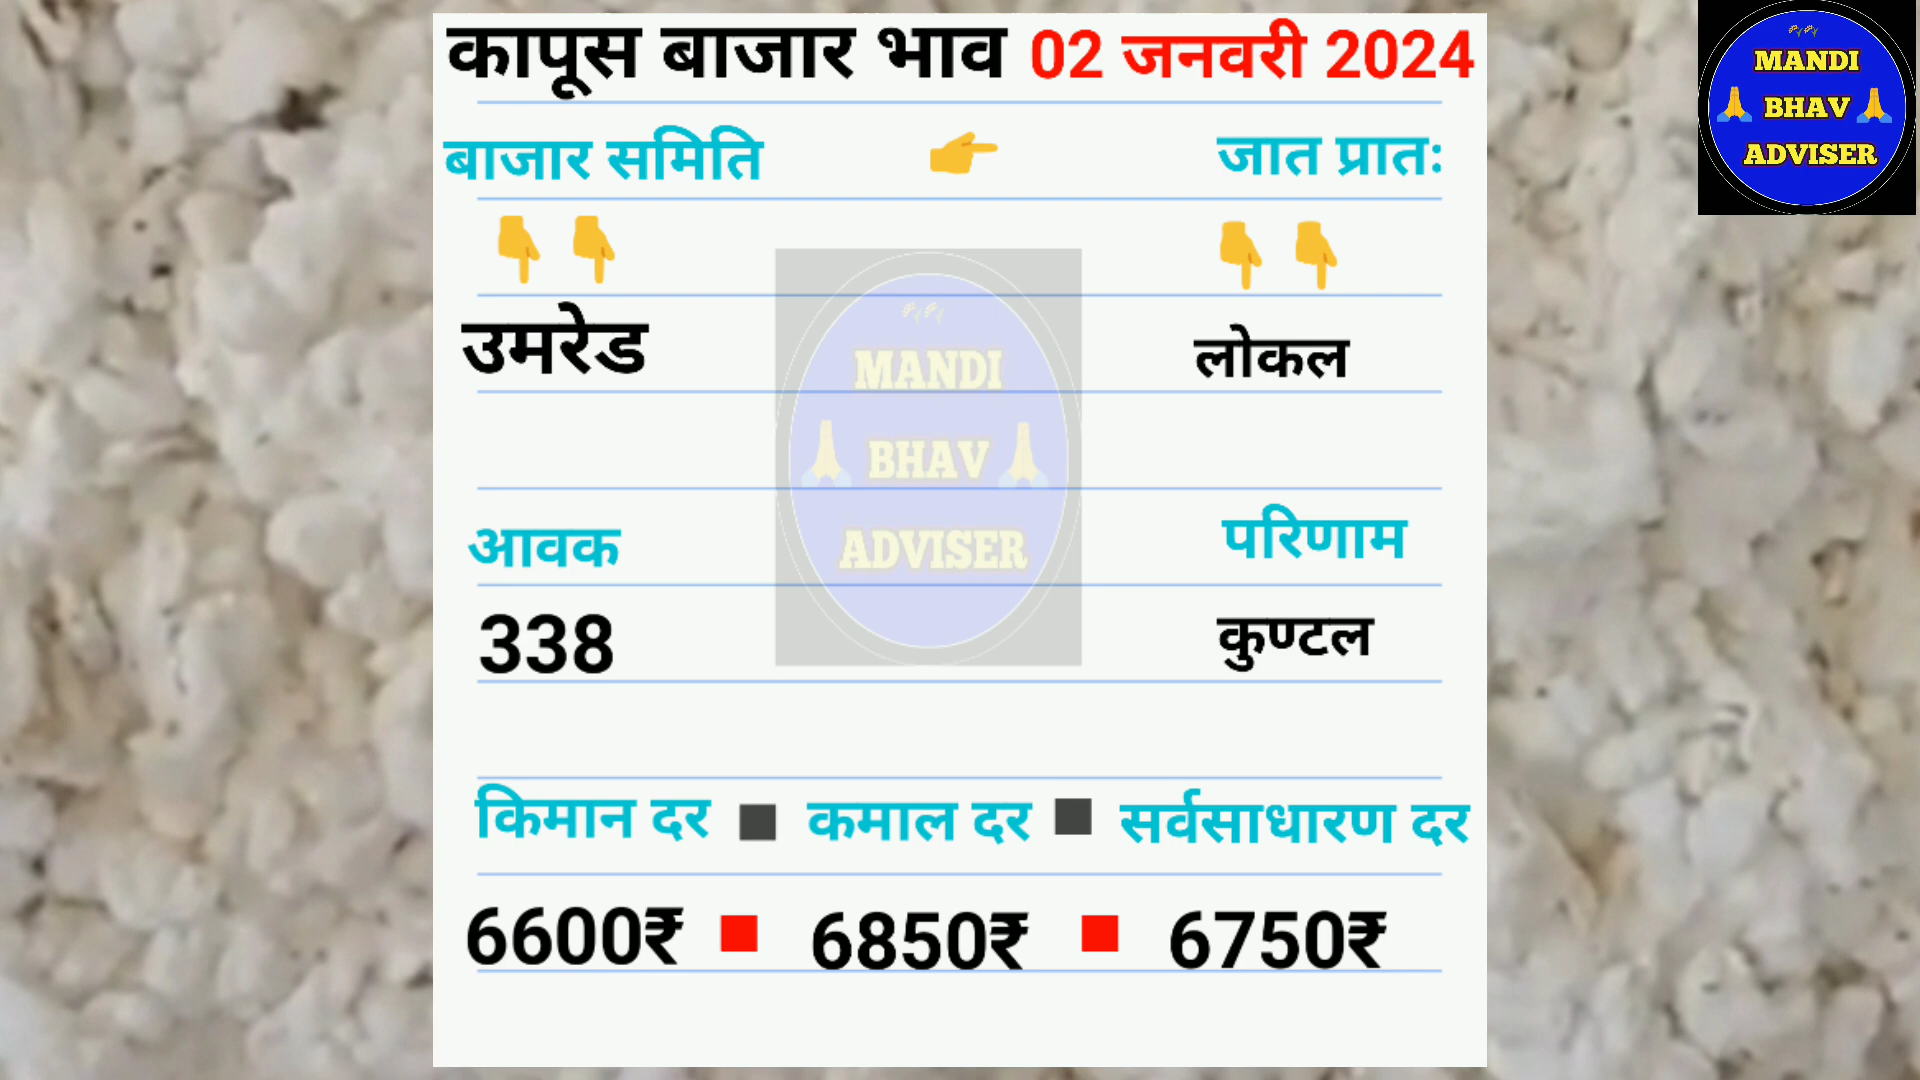 कापूस बाजार भाव 02 जनवरी 2024
MANDI
BHAV
ADVISER
बाजार समिति 👉 जात प्रातः
👇 👇 👇 👇
उमरेड लोकल
MANDI
BHAV
ADVISER
आवक परिणाम
338 कुण्टल
किमान दर ◼ कमाल दर ◼ सर्वसाधारण दर
6600₹ 🟥 6850₹ 🟥 6750₹